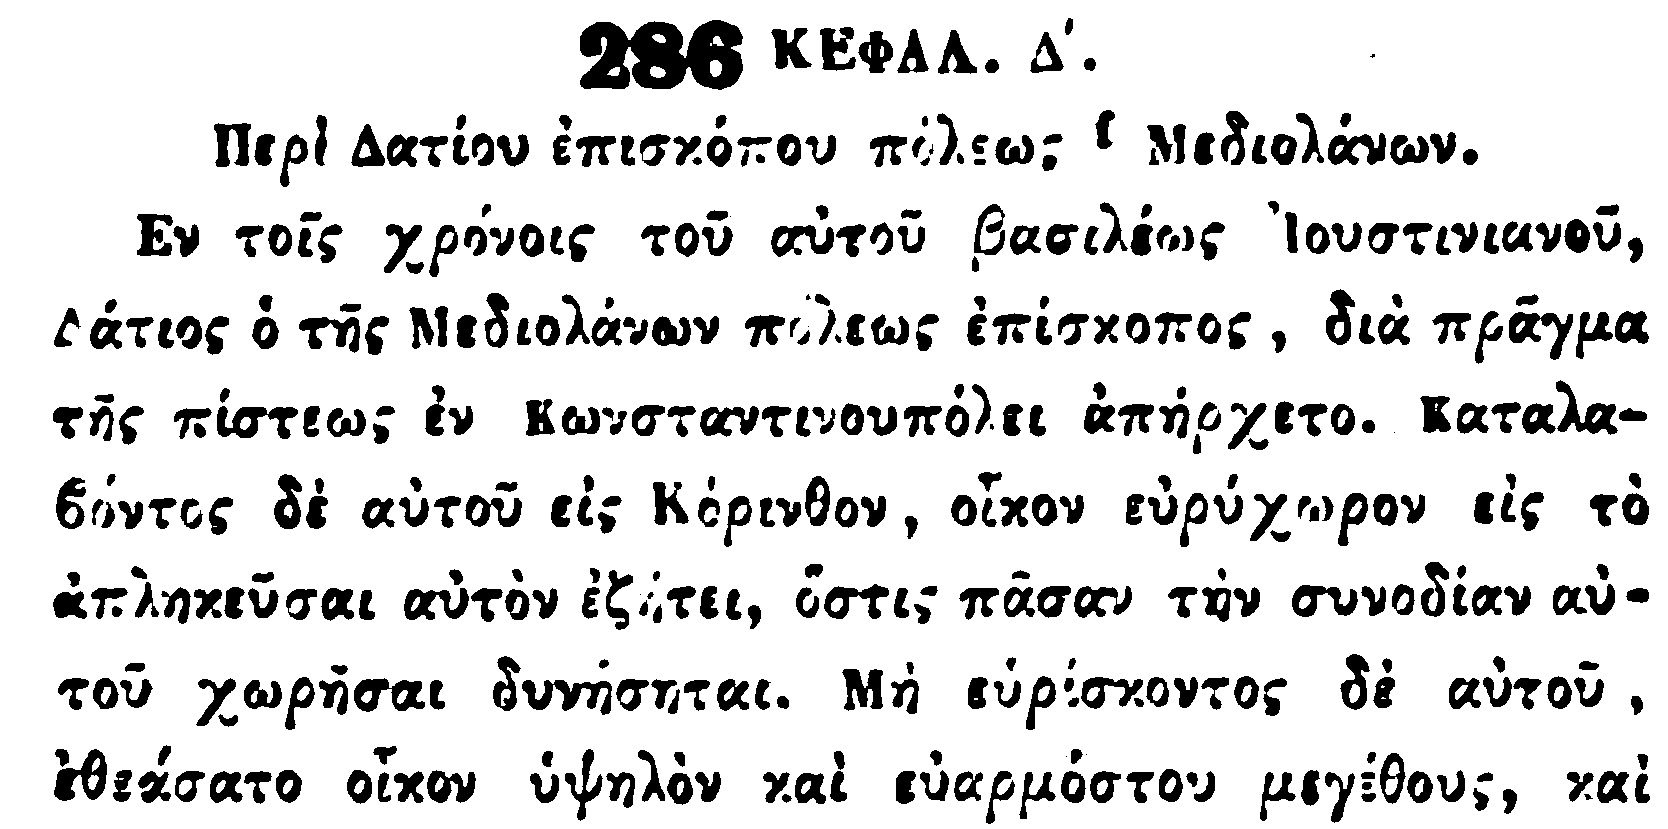 286 ΚΕΦΑΛ. Δʹ.
Περὶ Δατίου ἐπισκόπου πόλεως ᶠ Μεδιολάνων.
Εν τοῖς χρόνοις τοῦ αὐτοῦ βασιλέως Ἰουστινιανοῦ,
Δάτιος ὁ τῆς Μεδιολάνων πόλεως ἐπίσκοπος, διὰ πρᾶγμα
τῆς πίστεως ἐν Κωνσταντινουπόλει ἀπήρχετο. Καταλα-
βόντος δὲ αὐτοῦ εἰς Κόρινθον, οἶκον εὐρύχωρον εἰς τὸ
ἀπληκεῦσαι αὐτὸν ἐζήτει, ὅστις πᾶσαν τὴν συνοδίαν αὐ-
τοῦ χωρῆσαι δυνήσηται. Μὴ εὑρίσκοντος δὲ αὐτοῦ,
ἐθεάσατο οἶκον ὑψηλὸν καὶ εὐαρμόστου μεγέθους, καὶ